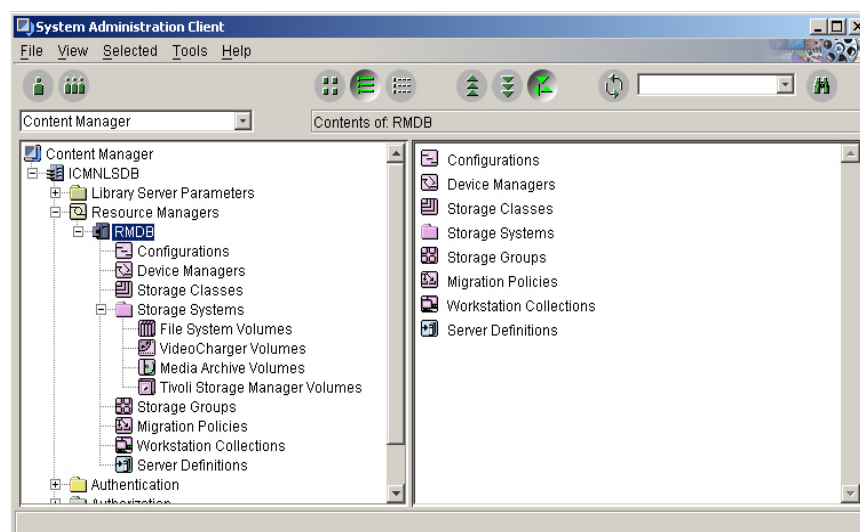 System Administration Client
File View Selected Tools Help
Content Manager
Contents of: RMDB
Content Manager
ICMNLSDB
Library Server Parameters
Resource Managers
RMDB
Configurations
Device Managers
Storage Classes
Storage Systems
File System Volumes
VideoCharger Volumes
Media Archive Volumes
Tivoli Storage Manager Volumes
Storage Groups
Migration Policies
Workstation Collections
Server Definitions
Authentication
Authorization
Configurations
Device Managers
Storage Classes
Storage Systems
Storage Groups
Migration Policies
Workstation Collections
Server Definitions